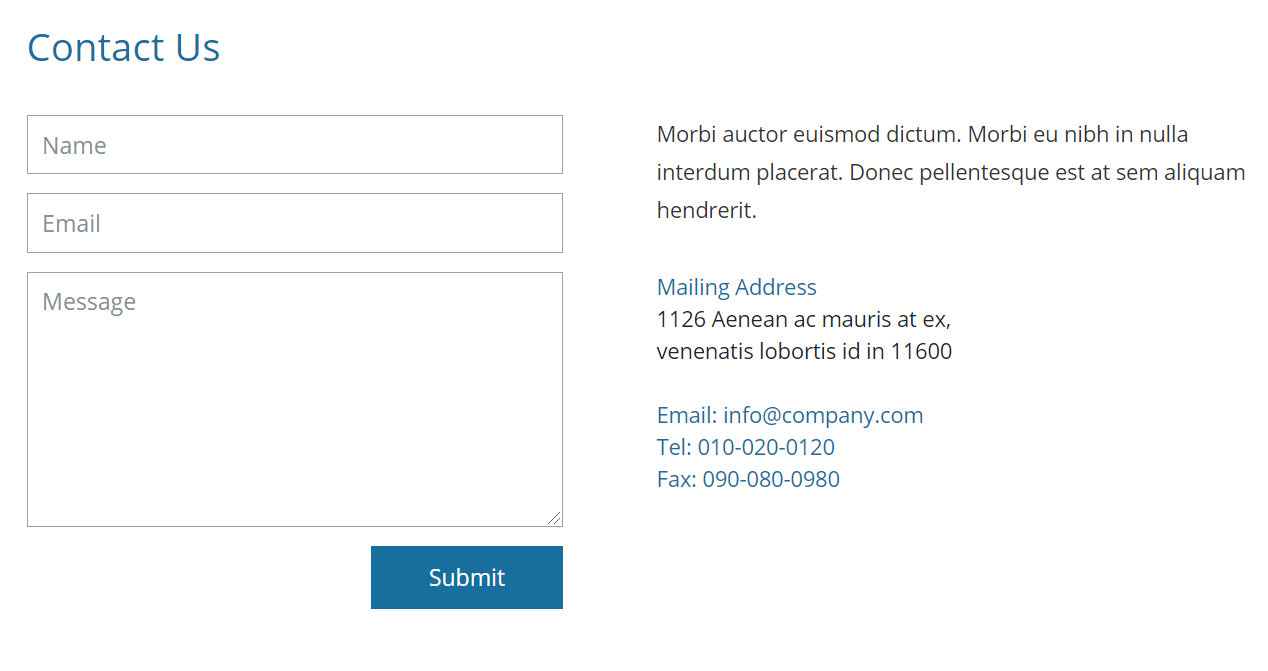 Contact Us
Name
Email
Message
Submit
Morbi auctor euismod dictum. Morbi eu nibh in nulla
interdum placerat. Donec pellentesque est at sem aliquam
hendrerit.
Mailing Address
1126 Aenean ac mauris at ex,
venenatis lobortis id in 11600
Email: info@company.com
Tel: 010-020-0120
Fax: 090-080-0980